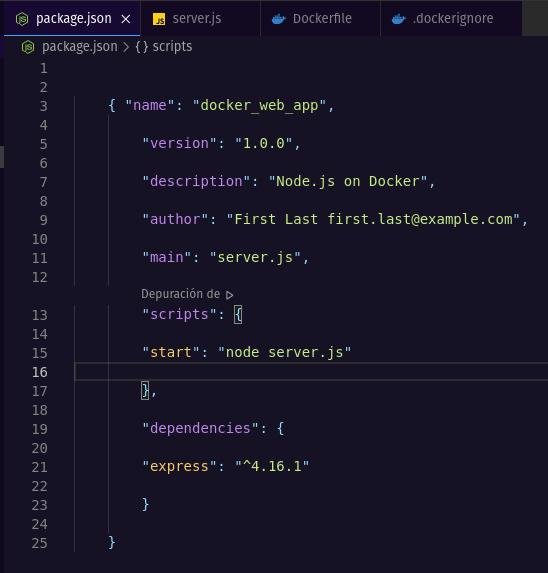 package.json × server.js Dockerfile .dockerignore
package.json > {} scripts
1
2
3 { "name": "docker_web_app",
4
5 "version": "1.0.0",
6
7 "description": "Node.js on Docker",
8
9 "author": "First Last first.last@example.com",
10
11 "main": "server.js",
12
Depuración de ▷
13 "scripts": {
14
15 "start": "node server.js"
16
17 },
18
19 "dependencies": {
20
21 "express": "^4.16.1"
22
23 }
24
25 }